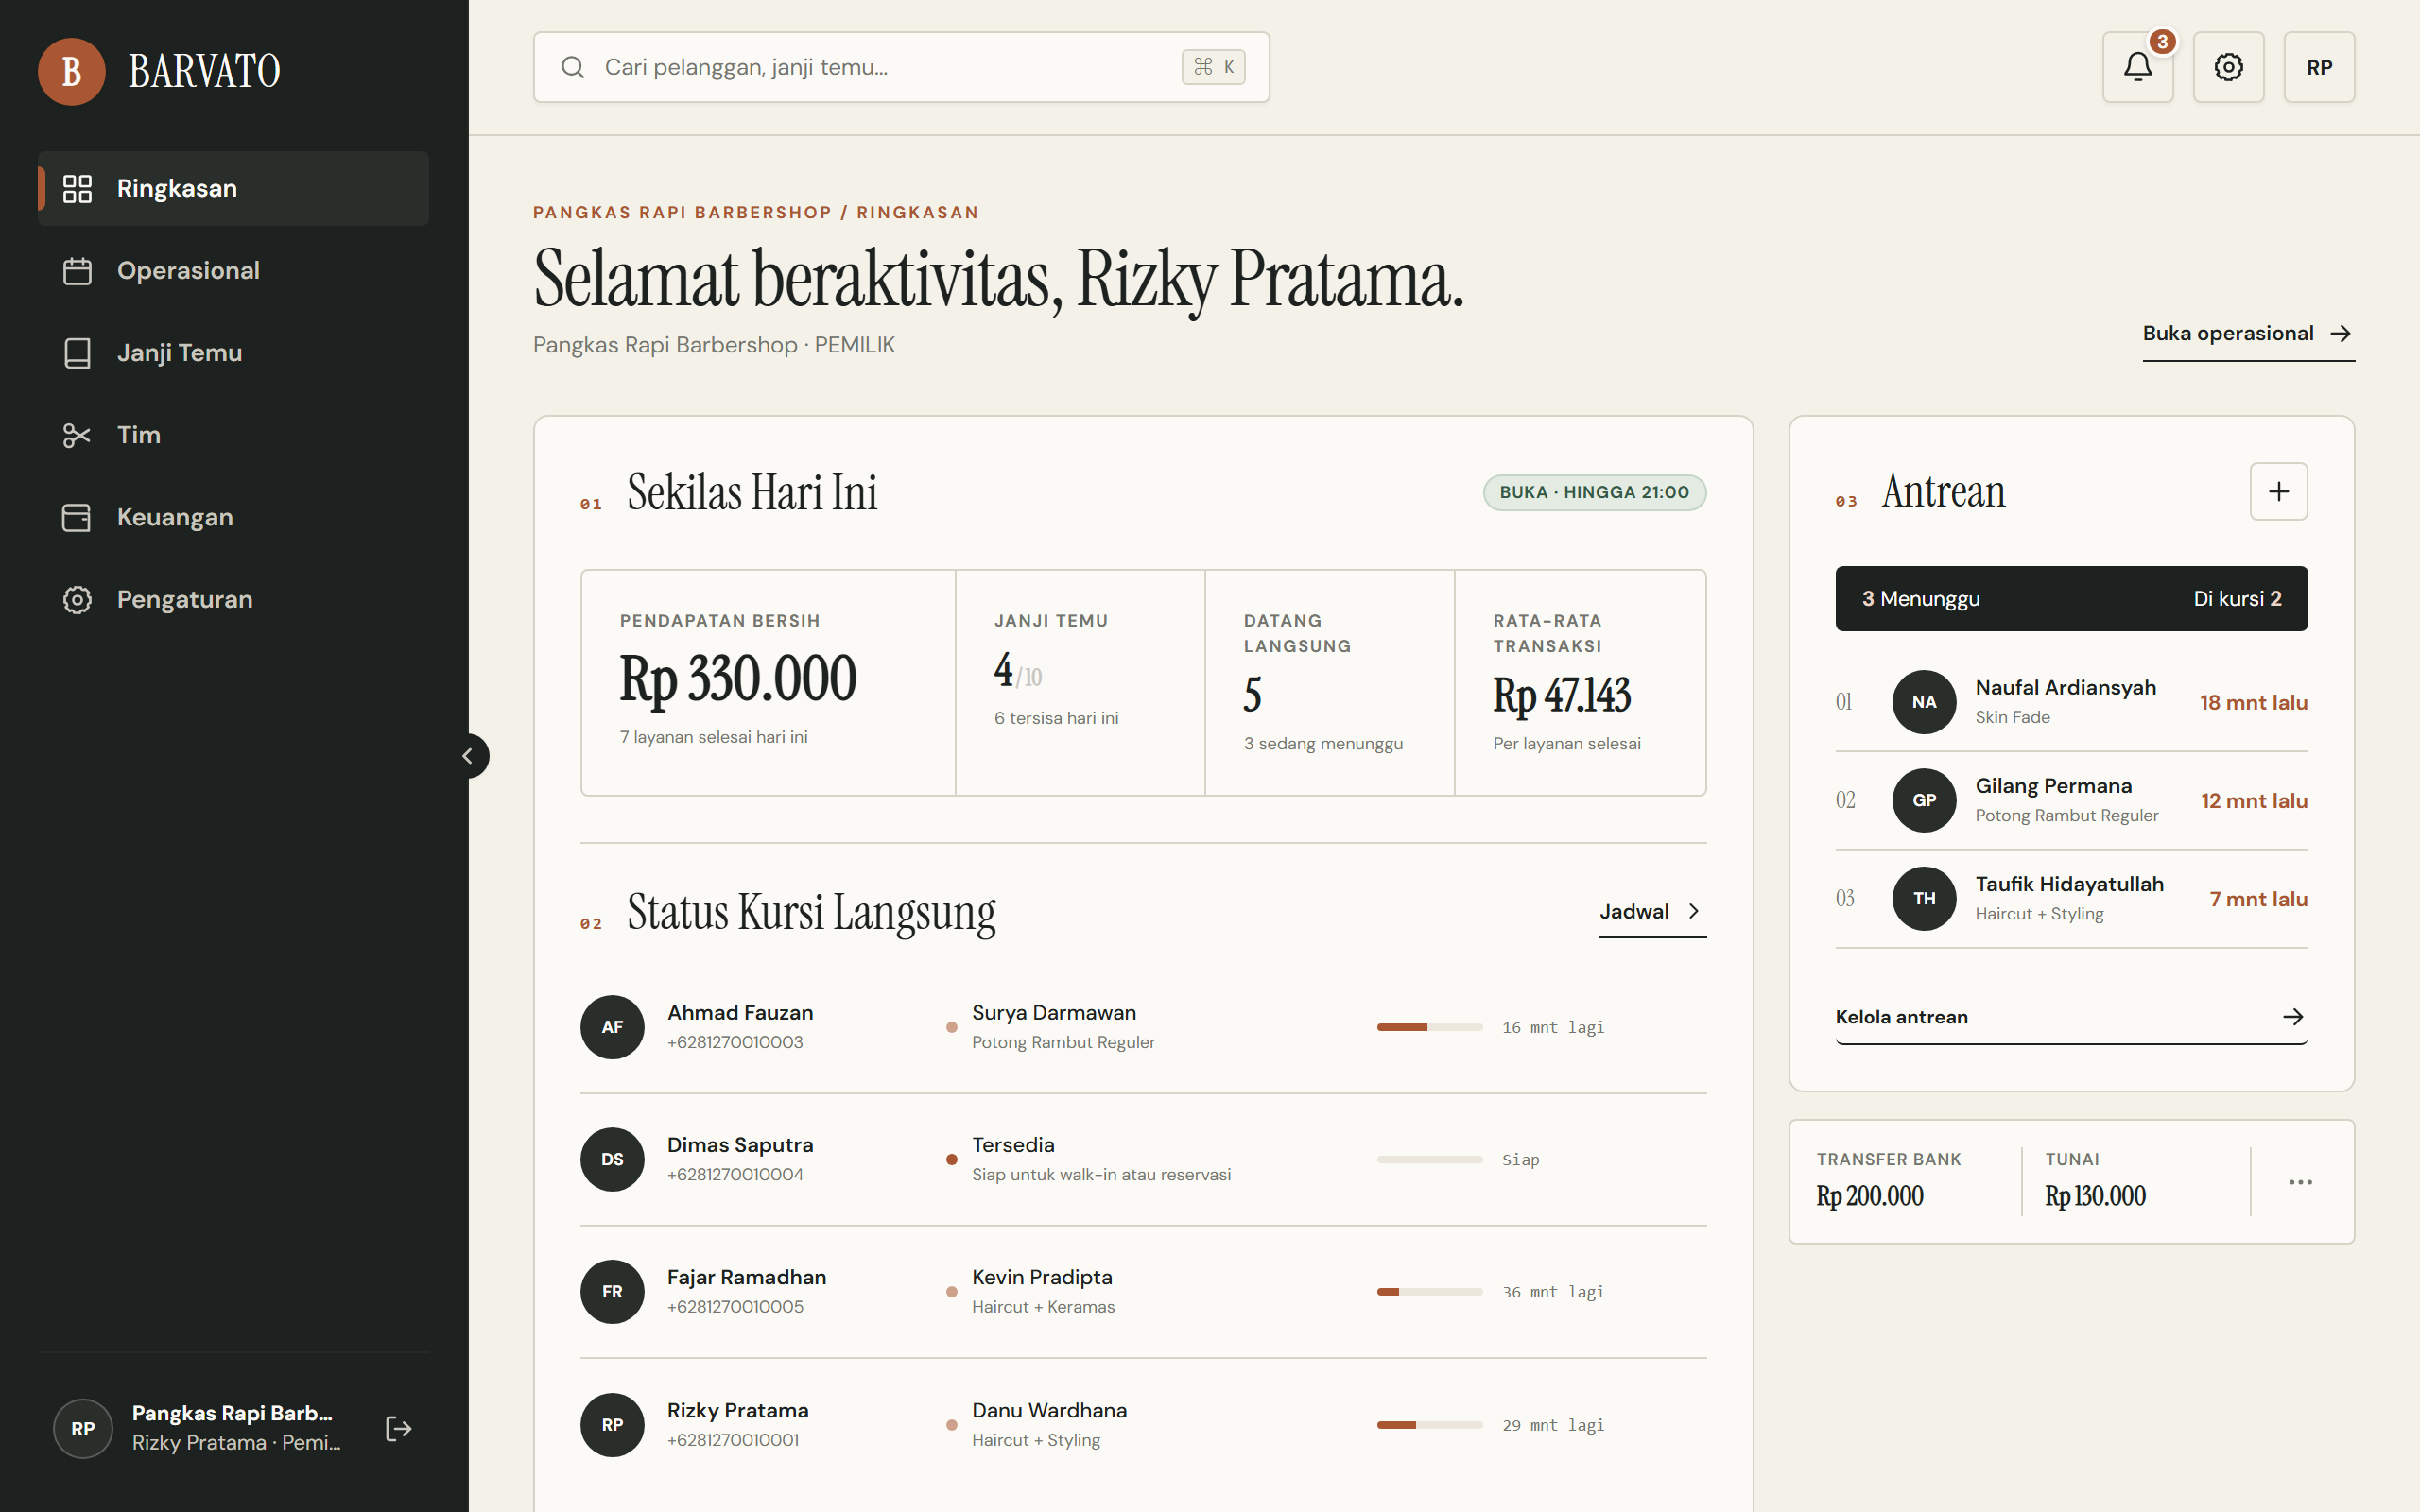 B BARVATO
Ringkasan
Operasional
Janji Temu
Tim
Keuangan
Pengaturan
RP
Pangkas Rapi Barb...
Rizky Pratama · Pemi...
Cari pelanggan, janji temu...
⌘ K
3
RP
PANGKAS RAPI BARBERSHOP / RINGKASAN
Selamat beraktivitas, Rizky Pratama.
Pangkas Rapi Barbershop · PEMILIK
Buka operasional
01 Sekilas Hari Ini
BUKA · HINGGA 21:00
PENDAPATAN BERSIH
Rp 330.000
7 layanan selesai hari ini
JANJI TEMU
4/10
6 tersisa hari ini
DATANG
LANGSUNG
5
3 sedang menunggu
RATA-RATA
TRANSAKSI
Rp 47.143
Per layanan selesai
02 Status Kursi Langsung
Jadwal
AF
Ahmad Fauzan
+6281270010003
Surya Darmawan
Potong Rambut Reguler
16 mnt lagi
DS
Dimas Saputra
+6281270010004
Tersedia
Siap untuk walk-in atau reservasi
Siap
FR
Fajar Ramadhan
+6281270010005
Kevin Pradipta
Haircut + Keramas
36 mnt lagi
RP
Rizky Pratama
+6281270010001
Danu Wardhana
Haircut + Styling
29 mnt lagi
03 Antrean
3 Menunggu
Di kursi 2
01
NA
Naufal Ardiansyah
Skin Fade
18 mnt lalu
02
GP
Gilang Permana
Potong Rambut Reguler
12 mnt lalu
03
TH
Taufik Hidayatullah
Haircut + Styling
7 mnt lalu
Kelola antrean
TRANSFER BANK
Rp 200.000
TUNAI
Rp 130.000